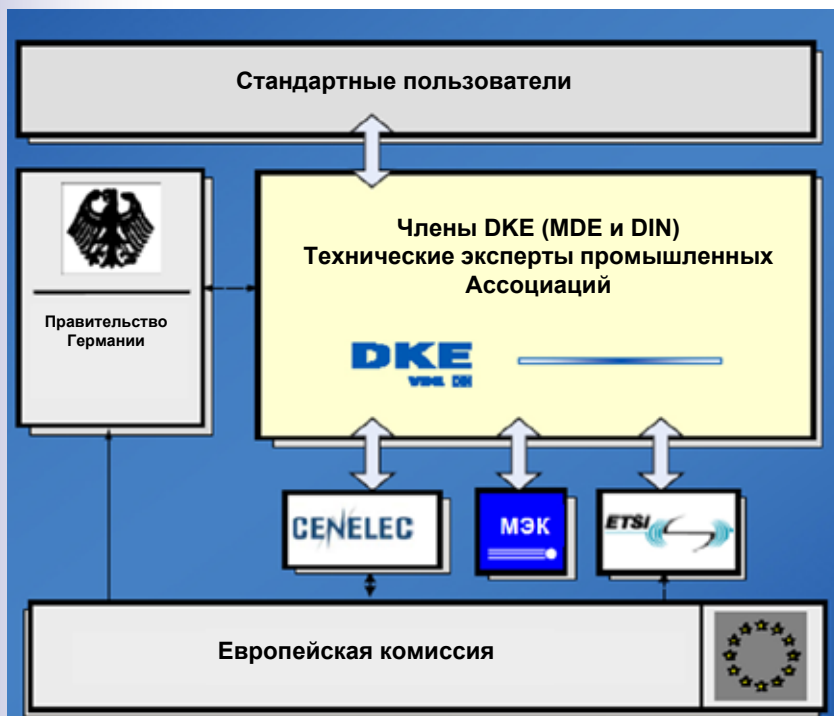 Стандартные пользователи
Члены DKE (MDE и DIN)
Технические эксперты промышленных
Ассоциаций
Правительство
Германии
DKE
VDE DIN
CENELEC
МЭК
ETSI
Европейская комиссия